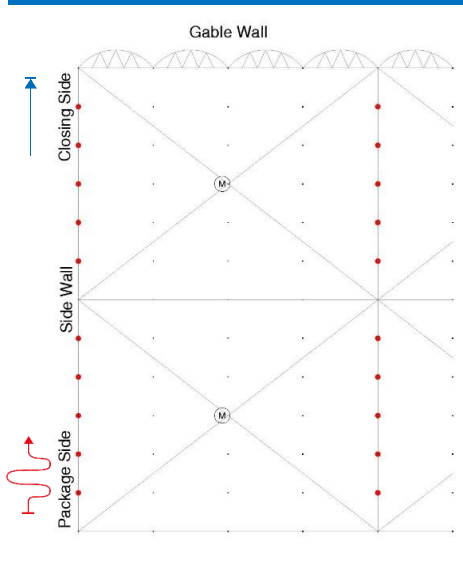 Gable Wall
Closing Side
M
Side Wall
M
Package Side